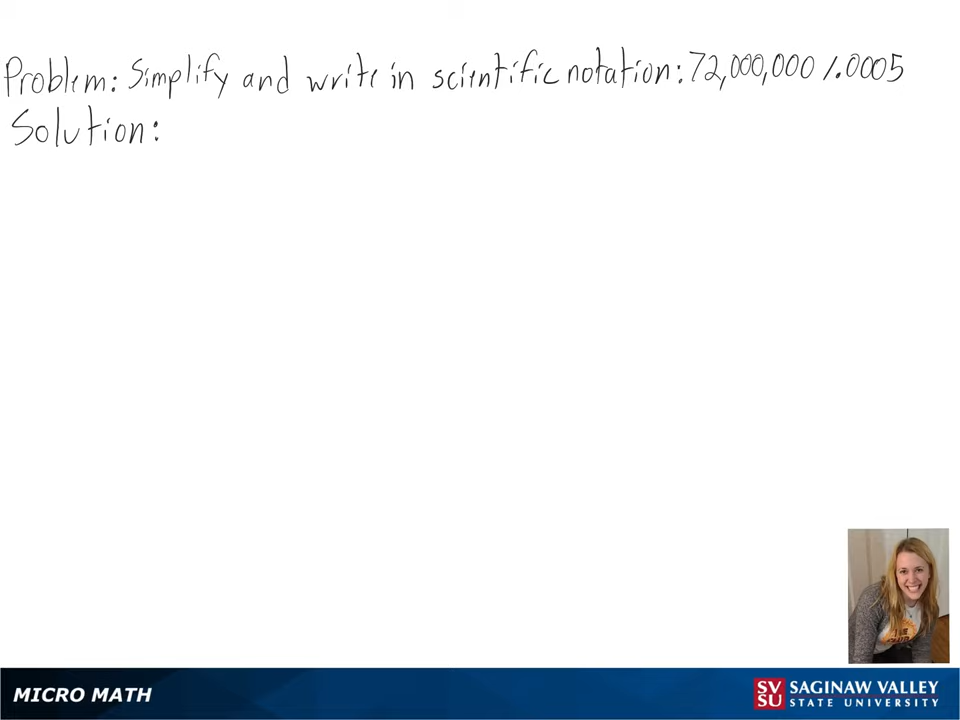 Problem: Simplify and write in scientific notation: 72,000,000 /.0005
Solution:
MICRO MATH
SV SU SAGINAW VALLEY
STATE UNIVERSITY